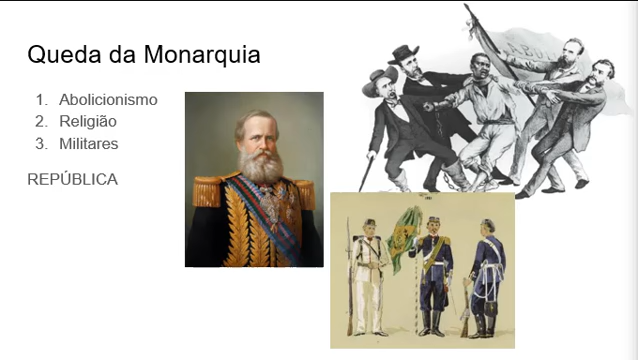 Queda da Monarquia
1. Abolicionismo
2. Religião
3. Militares
REPÚBLICA